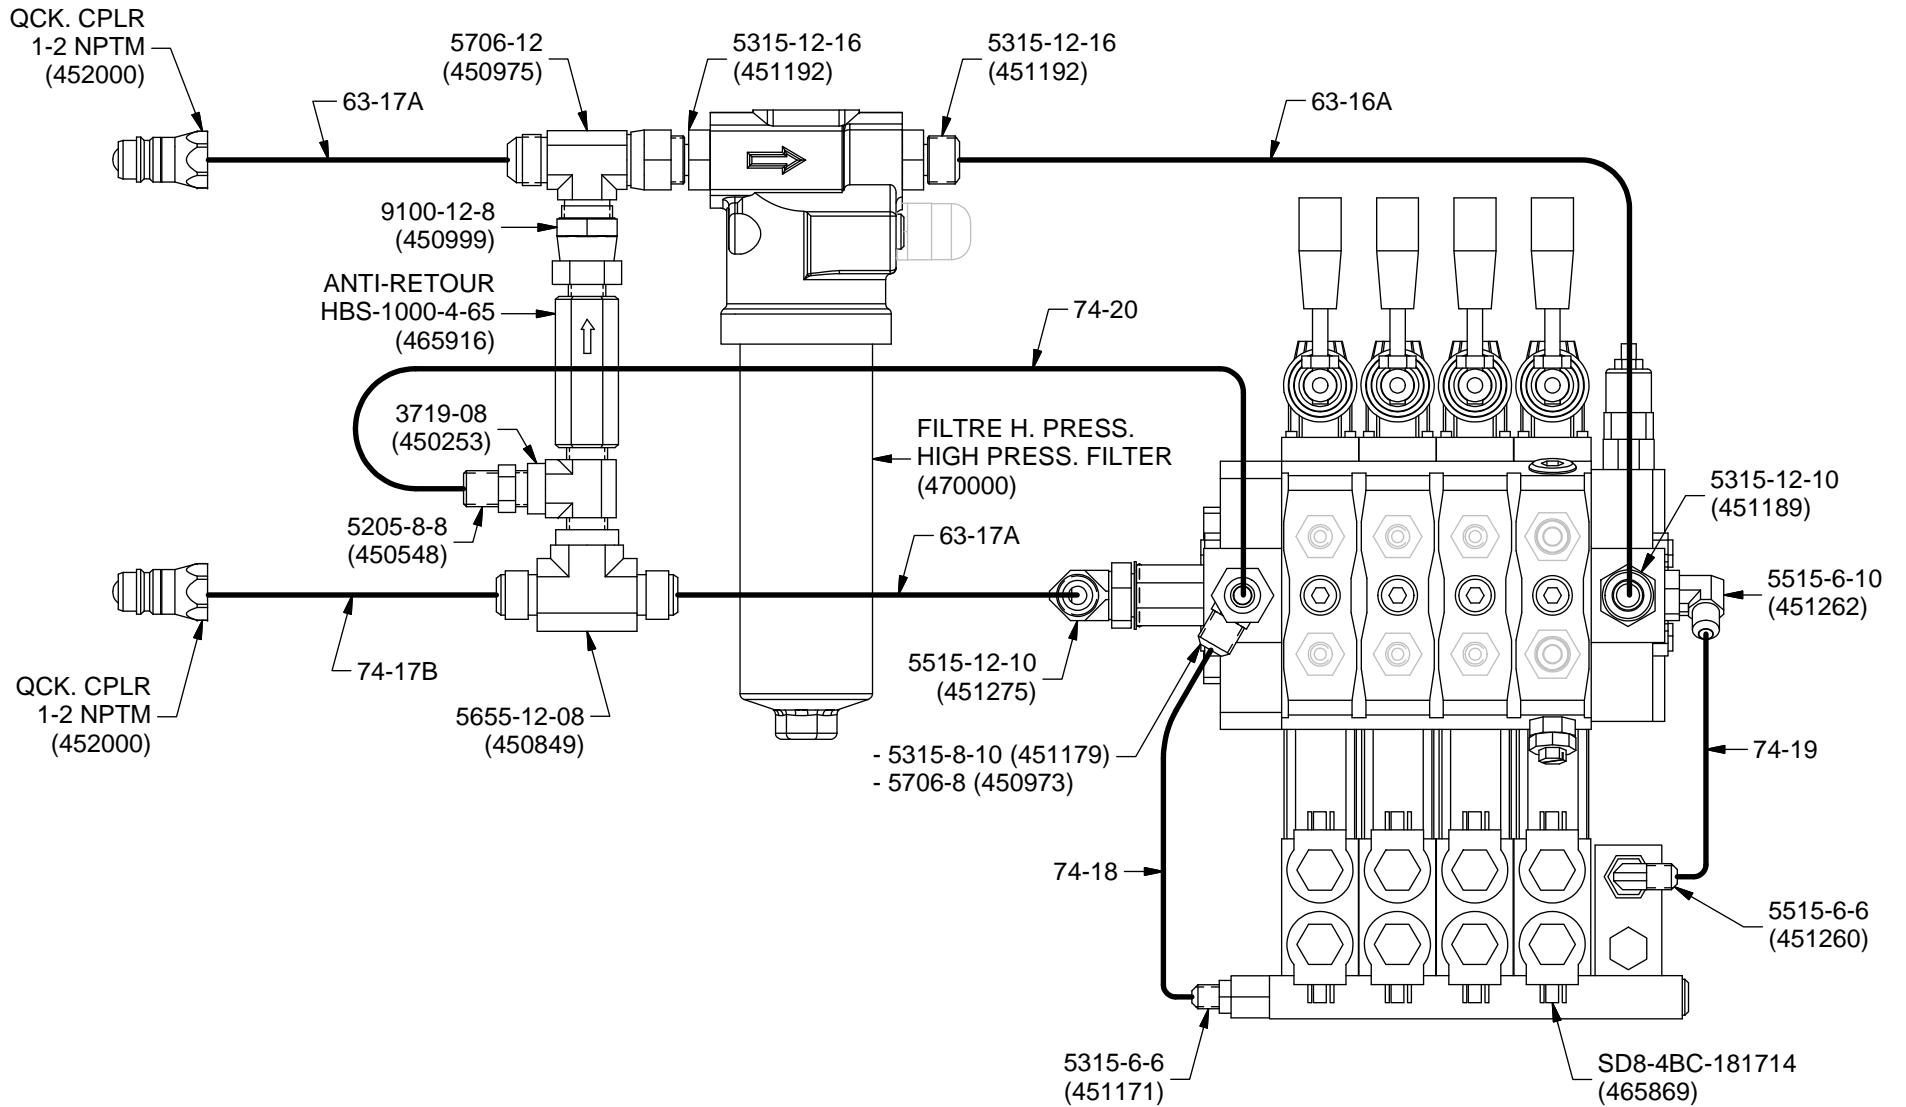 QCK. CPLR
1-2 NPTM
(452000)
63-17A
5706-12
(450975)
5315-12-16
(451192)
5315-12-16
(451192)
63-16A
9100-12-8
(450999)
ANTI-RETOUR
HBS-1000-4-65
(465916)
74-20
3719-08
(450253)
FILTRE H. PRESS.
HIGH PRESS. FILTER
(470000)
5315-12-10
(451189)
5205-8-8
(450548)
63-17A
5515-6-10
(451262)
QCK. CPLR
1-2 NPTM
(452000)
74-17B
5655-12-08
(450849)
5515-12-10
(451275)
- 5315-8-10 (451179)
- 5706-8 (450973)
74-19
74-18
5515-6-6
(451260)
5315-6-6
(451171)
SD8-4BC-181714
(465869)